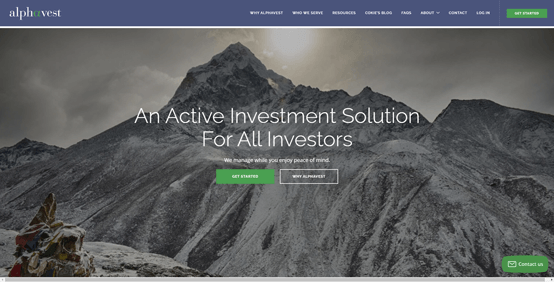 alphavest
WHY ALPHAVEST WHO WE SERVE RESOURCES COKIE'S BLOG FAQS ABOUT CONTACT LOG IN GET STARTED
An Active Investment Solution
For All Investors
We manage while you enjoy peace of mind.
GET STARTED WHY ALPHAVEST
Contact us